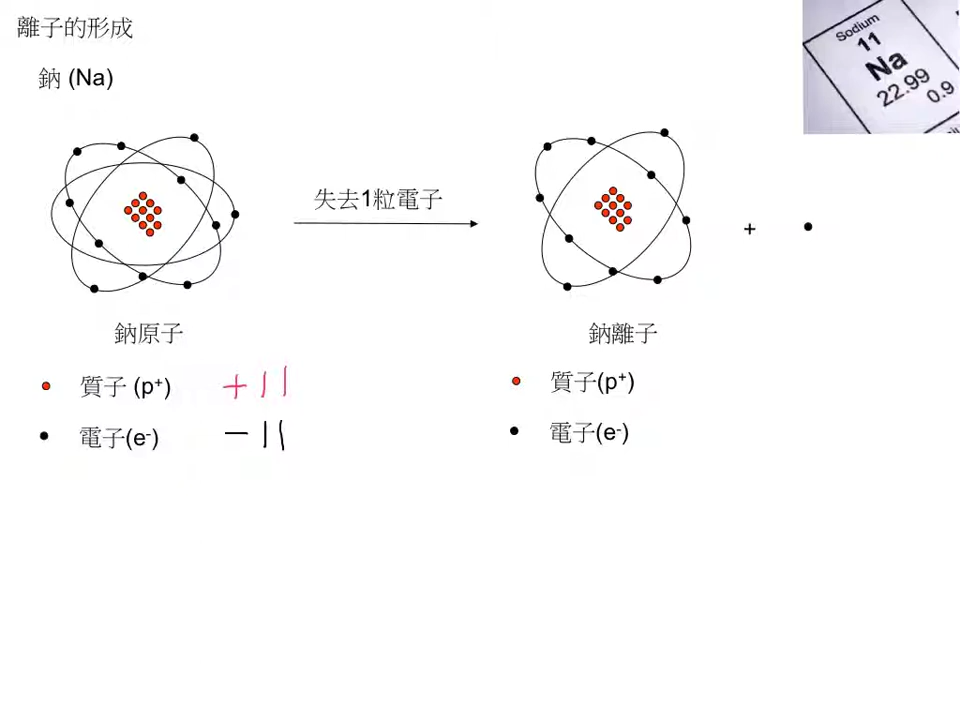 離子的形成
Sodium
11
Na
22.99
0.9
鈉 (Na)
失去1粒電子
+
鈉原子
鈉離子
質子 (p⁺) +11
質子(p⁺)
電子(e⁻) -11
電子(e⁻)